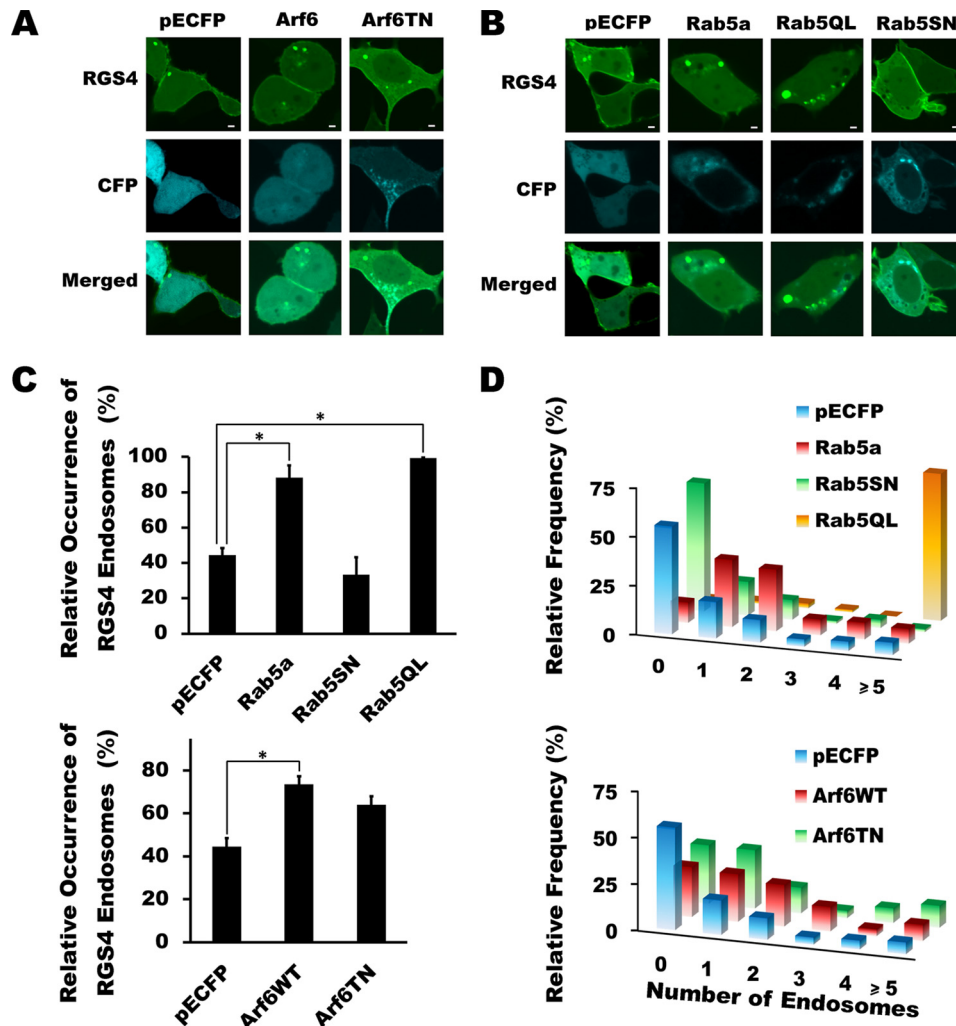 A
pECFP Arf6 Arf6TN
RGS4
CFP
Merged
B
pECFP Rab5a Rab5QL Rab5SN
RGS4
CFP
Merged
C
Relative Occurrence of
RGS4 Endosomes (%)
100
80
60
40
20
0
*
*
pECFP
Rab5a
Rab5SN
Rab5QL
Relative Occurrence of
RGS4 Endosomes (%)
80
60
40
20
0
*
pECFP
Arf6WT
Arf6TN
D
Relative Frequency (%)
75
50
25
0
pECFP
Rab5a
Rab5SN
Rab5QL
0 1 2 3 4 ⩾5
Relative Frequency (%)
75
50
25
0
pECFP
Arf6WT
Arf6TN
0 1 2 3 4 ⩾5
Number of Endosomes